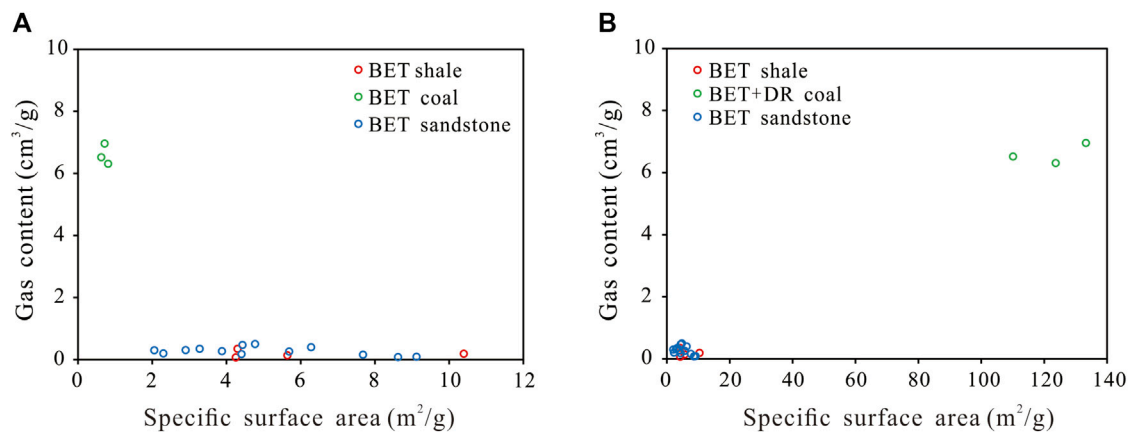 A
Gas content (cm³/g)
10
8
6
4
2
0
BET shale
BET coal
BET sandstone
0 2 4 6 8 10 12
Specific surface area (m²/g)
B
Gas content (cm³/g)
10
8
6
4
2
0
BET shale
BET+DR coal
BET sandstone
0 20 40 60 80 100 120 140
Specific surface area (m²/g)